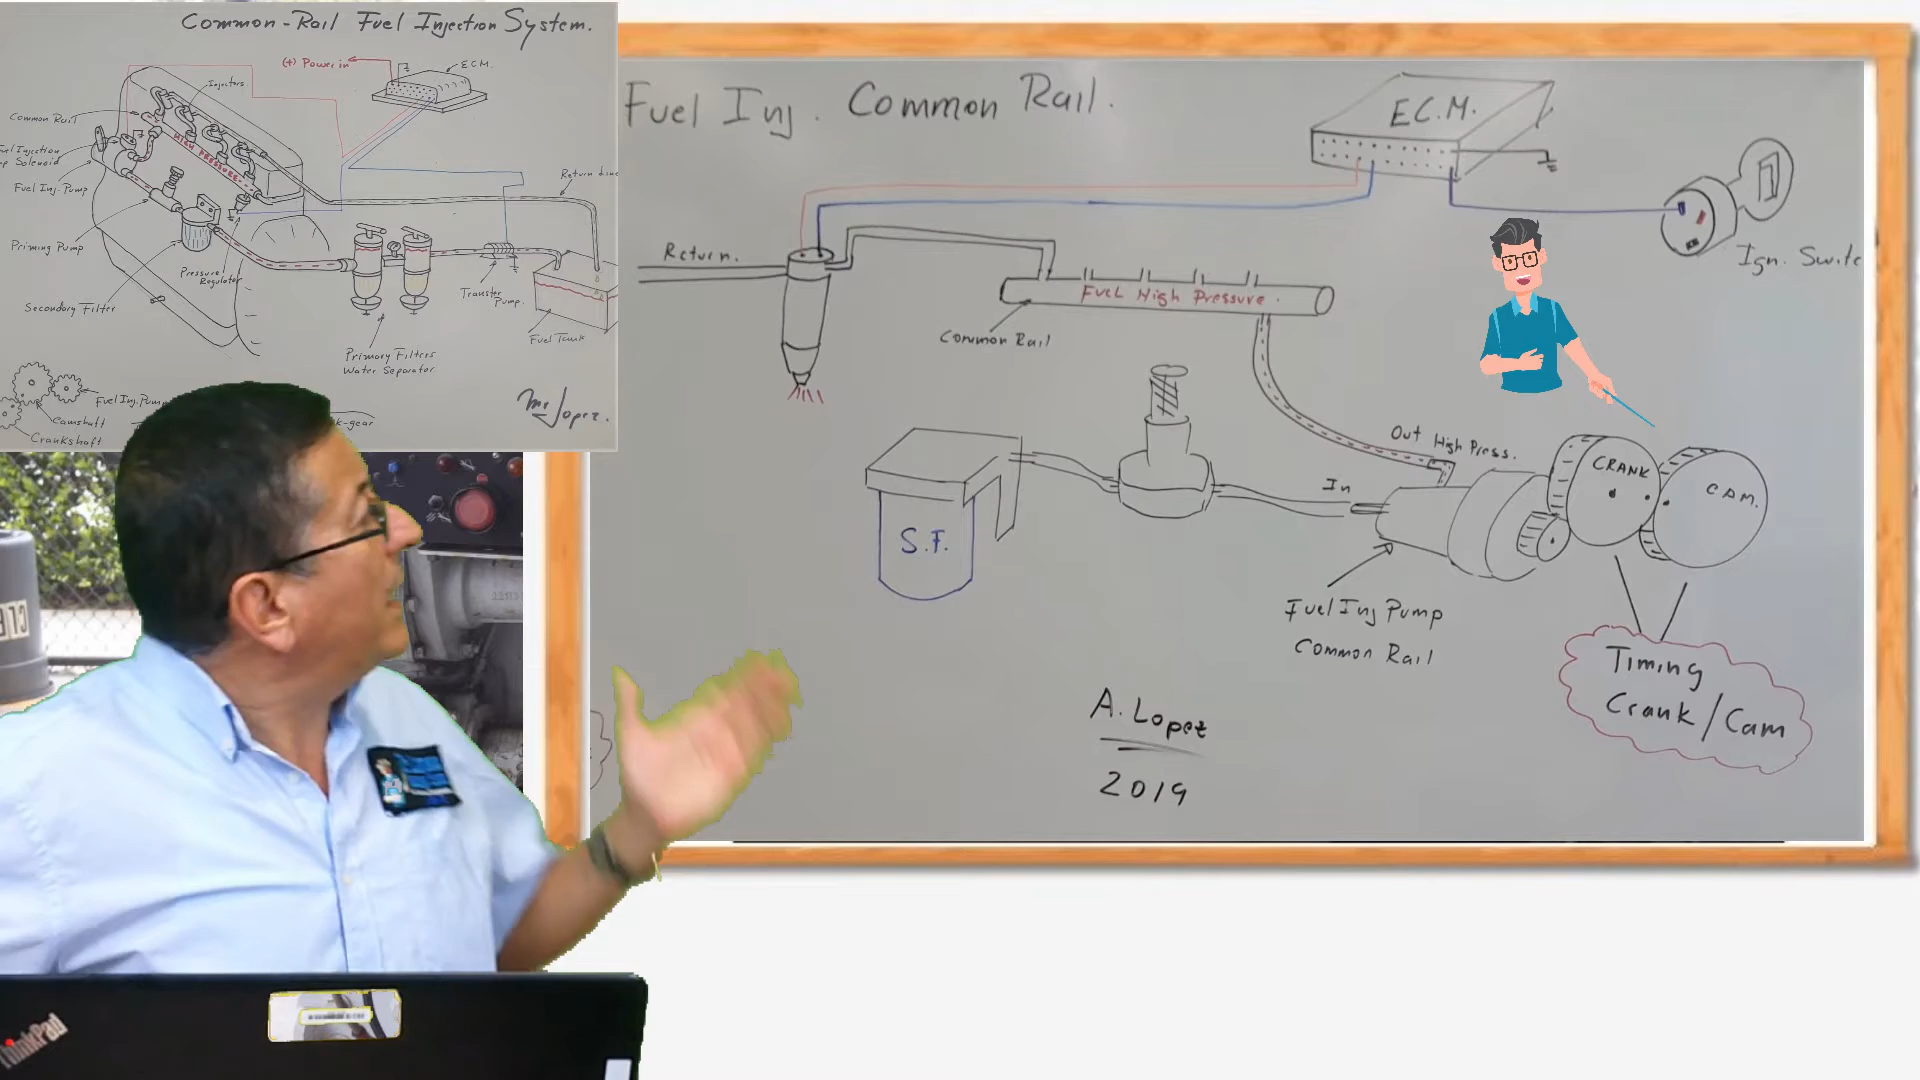 Common-Rail Fuel Injection System.
(+) Power in
E.C.M.
Injectors
Common Rail
HIGH PRESSURE
Fuel Inj. Pump
Return Line
Priming Pump
Pressure
Regulator
Secondary Filter
Transfer
Pump.
Fuel Tank
Primary Filters
Water Separator
Fuel Inj. Pump
Camshaft
Crankshaft
k-gear
Mr Lopez.
Fuel Inj. Common Rail.
E.C.M.
Return.
Fuel High Pressure.
Common Rail
Ign. Switc
Out High Press.
In
CRANK
CAM.
S.F.
Fuel Inj Pump
Common Rail
Timing
Crank/Cam
A. Lopez
2019
ThinkPad